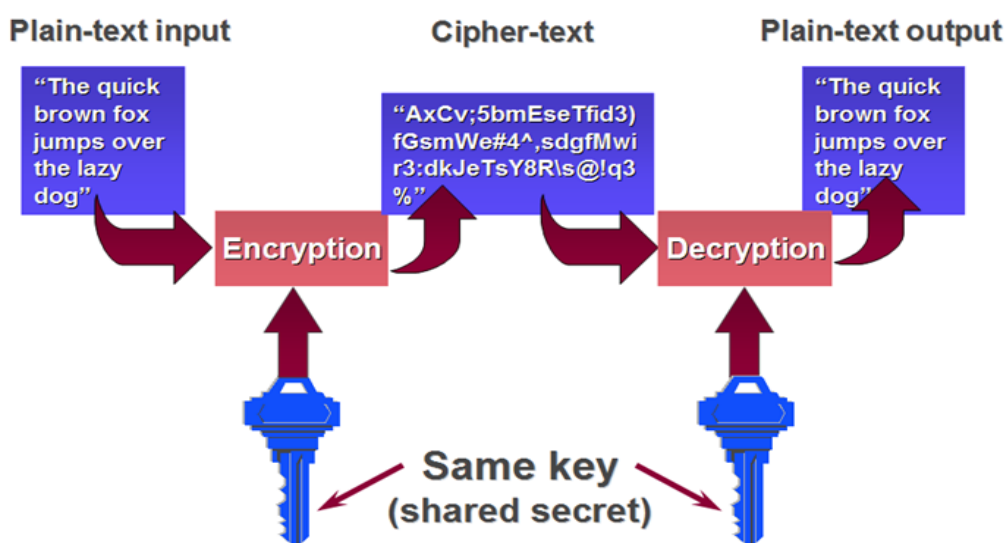 Plain-text input
Cipher-text
Plain-text output
“The quick
brown fox
jumps over
the lazy
dog”
“AxCv;5bmEseTfid3)
fGsmWe#4^,sdgfMwi
r3:dkJeTsY8R\s@!q3
%”
“The quick
brown fox
jumps over
the lazy
dog”
Encryption
Decryption
Same key
(shared secret)